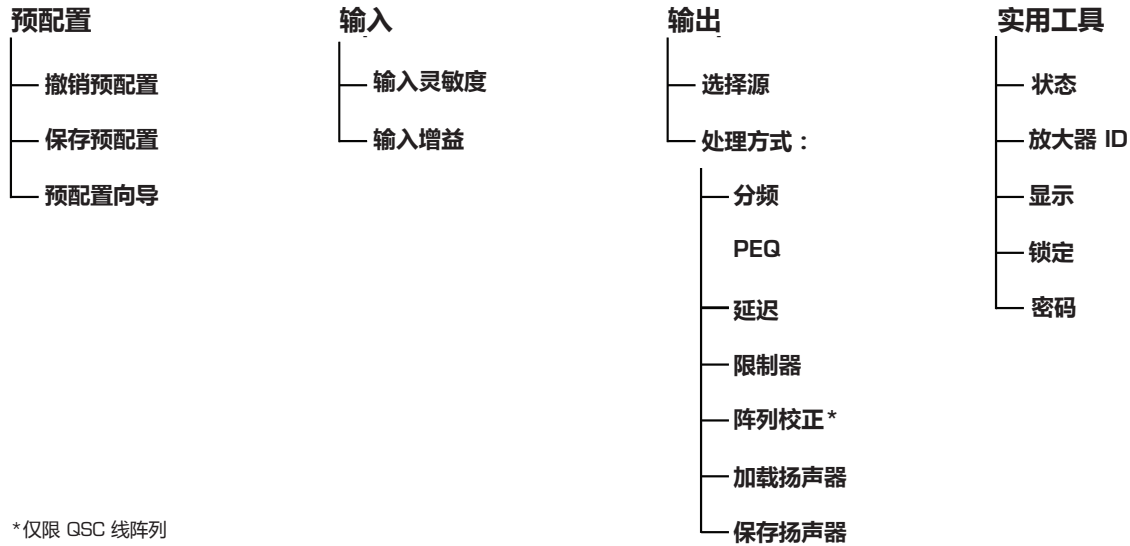 预配置
撤销预配置
保存预配置
预配置向导
输入
输入灵敏度
输入增益
输出
选择源
处理方式：
分频
PEQ
延迟
限制器
阵列校正*
加载扬声器
保存扬声器
实用工具
状态
放大器 ID
显示
锁定
密码
*仅限 QSC 线阵列